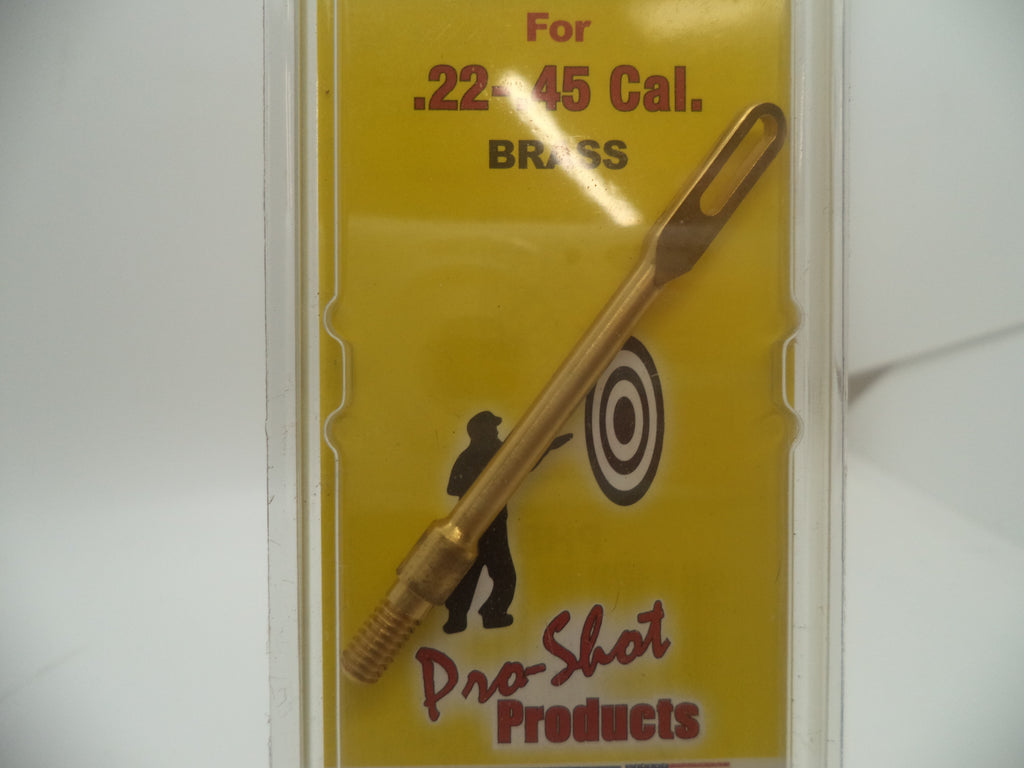 For
.22-.45 Cal.
BRASS
Pro-Shot
Products